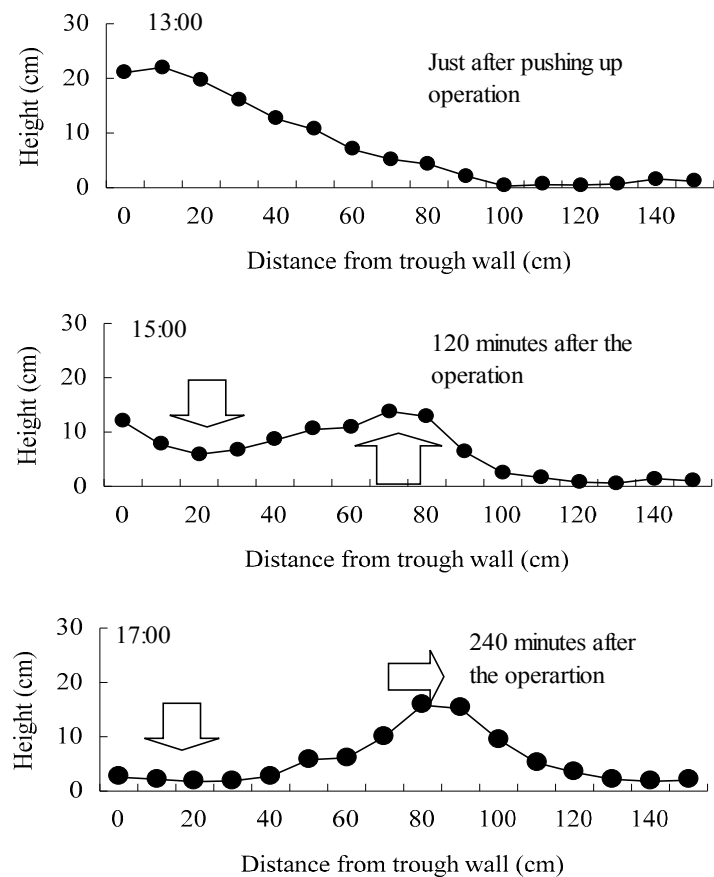 13:00
Just after pushing up
operation
Height (cm)
30
20
10
0
0 20 40 60 80 100 120 140
Distance from trough wall (cm)
15:00
120 minutes after the
operation
Height (cm)
30
20
10
0
0 20 40 60 80 100 120 140
Distance from trough wall (cm)
17:00
240 minutes after
the operartion
Height (cm)
30
20
10
0
0 20 40 60 80 100 120 140
Distance from trough wall (cm)